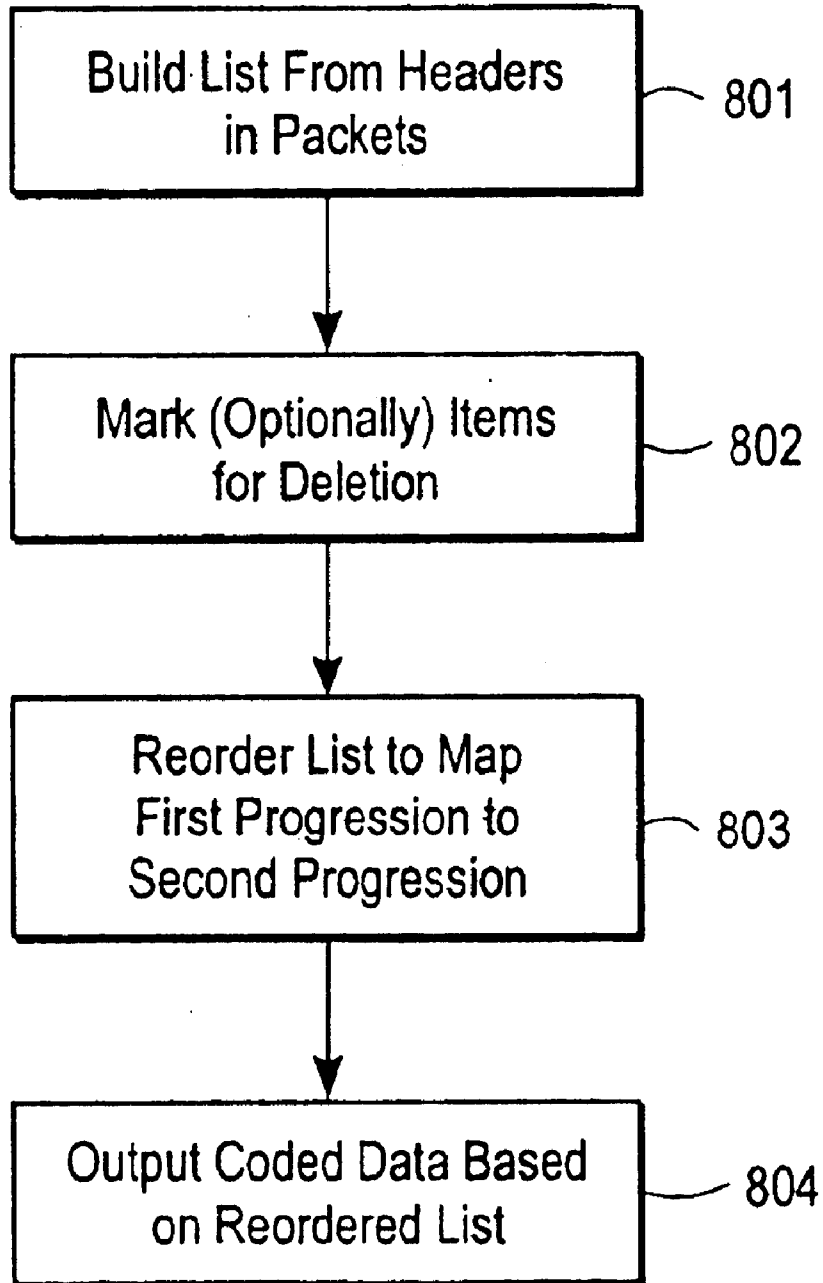 Build List From Headers
in Packets
801
Mark (Optionally) Items
for Deletion
802
Reorder List to Map
First Progression to
Second Progression
803
Output Coded Data Based
on Reordered List
804